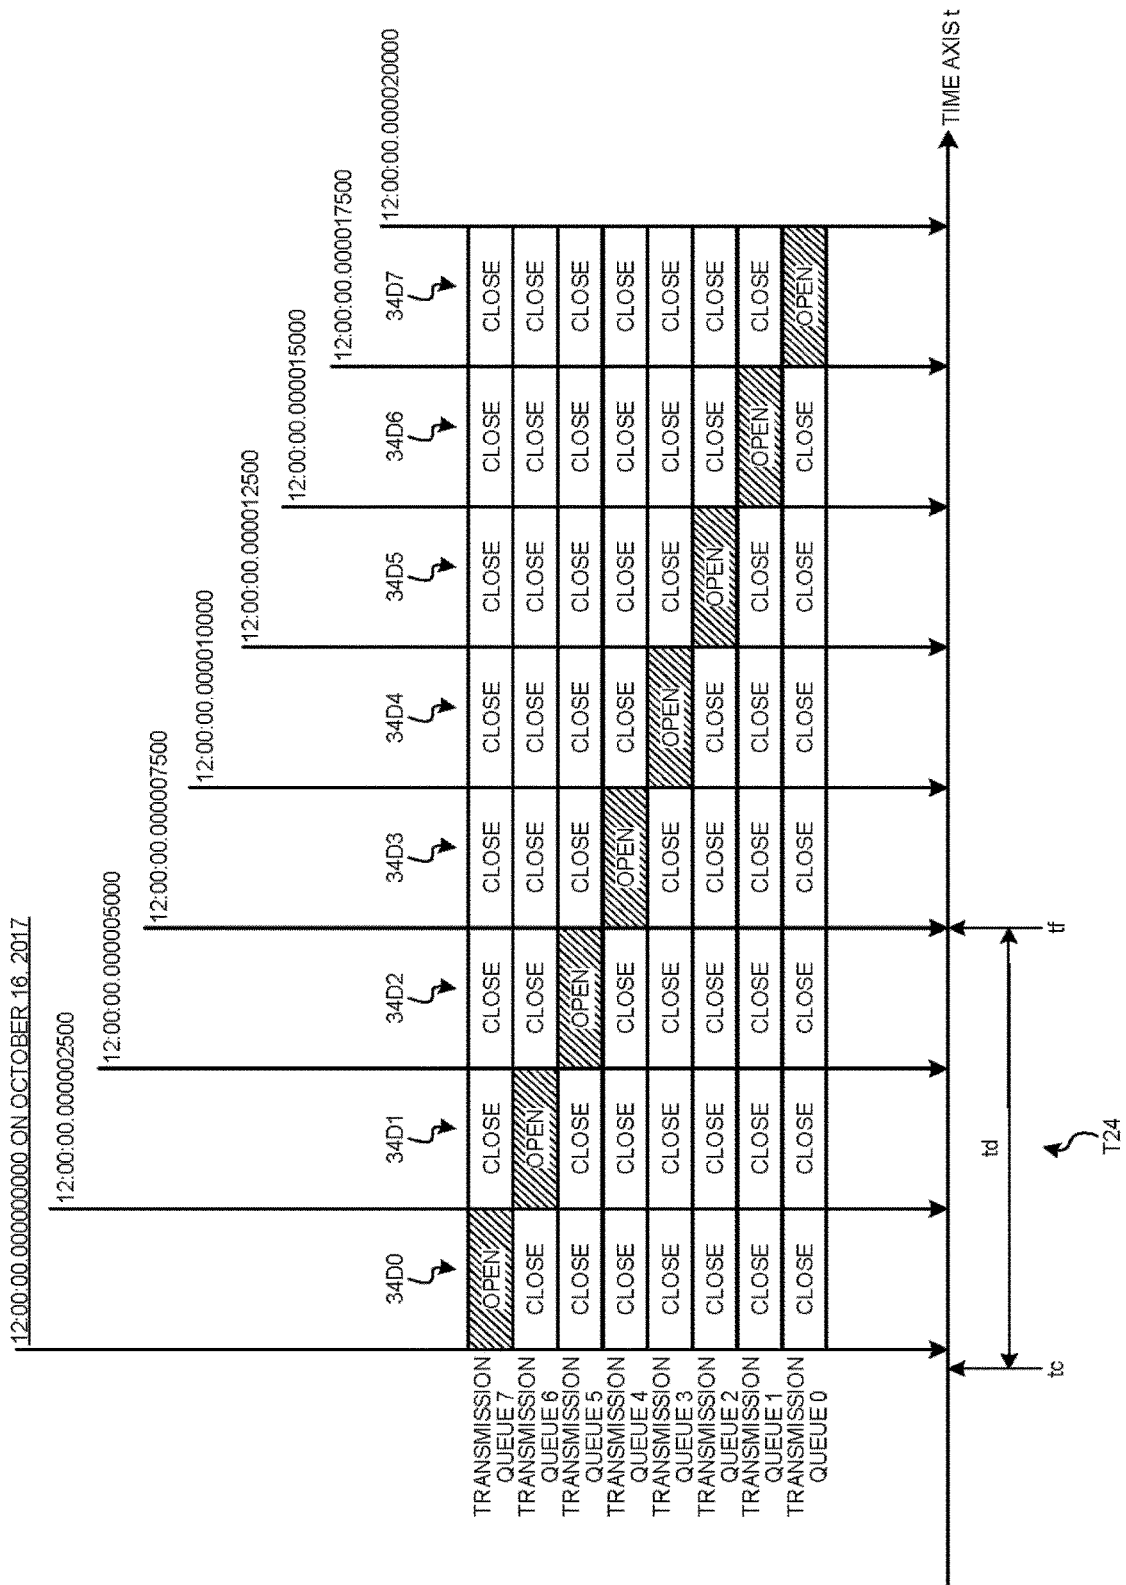 12:00:00.000000000 ON OCTOBER 16, 2017
12:00:00.000002500
12:00:00.000005000
12:00:00.000007500
12:00:00.000010000
12:00:00.000012500
12:00:00.000015000
12:00:00.000017500
12:00:00.000020000
34D0 34D1 34D2 34D3 34D4 34D5 34D6 34D7
TRANSMISSION
QUEUE 7
OPEN CLOSE CLOSE CLOSE CLOSE CLOSE CLOSE CLOSE
TRANSMISSION
QUEUE 6
CLOSE OPEN CLOSE CLOSE CLOSE CLOSE CLOSE CLOSE
TRANSMISSION
QUEUE 5
CLOSE CLOSE OPEN CLOSE CLOSE CLOSE CLOSE CLOSE
TRANSMISSION
QUEUE 4
CLOSE CLOSE CLOSE OPEN CLOSE CLOSE CLOSE CLOSE
TRANSMISSION
QUEUE 3
CLOSE CLOSE CLOSE CLOSE OPEN CLOSE CLOSE CLOSE
TRANSMISSION
QUEUE 2
CLOSE CLOSE CLOSE CLOSE CLOSE OPEN CLOSE CLOSE
TRANSMISSION
QUEUE 1
CLOSE CLOSE CLOSE CLOSE CLOSE CLOSE OPEN CLOSE
TRANSMISSION
QUEUE 0
CLOSE CLOSE CLOSE CLOSE CLOSE CLOSE CLOSE OPEN
TIME AXIS t
td
tc tf
T24